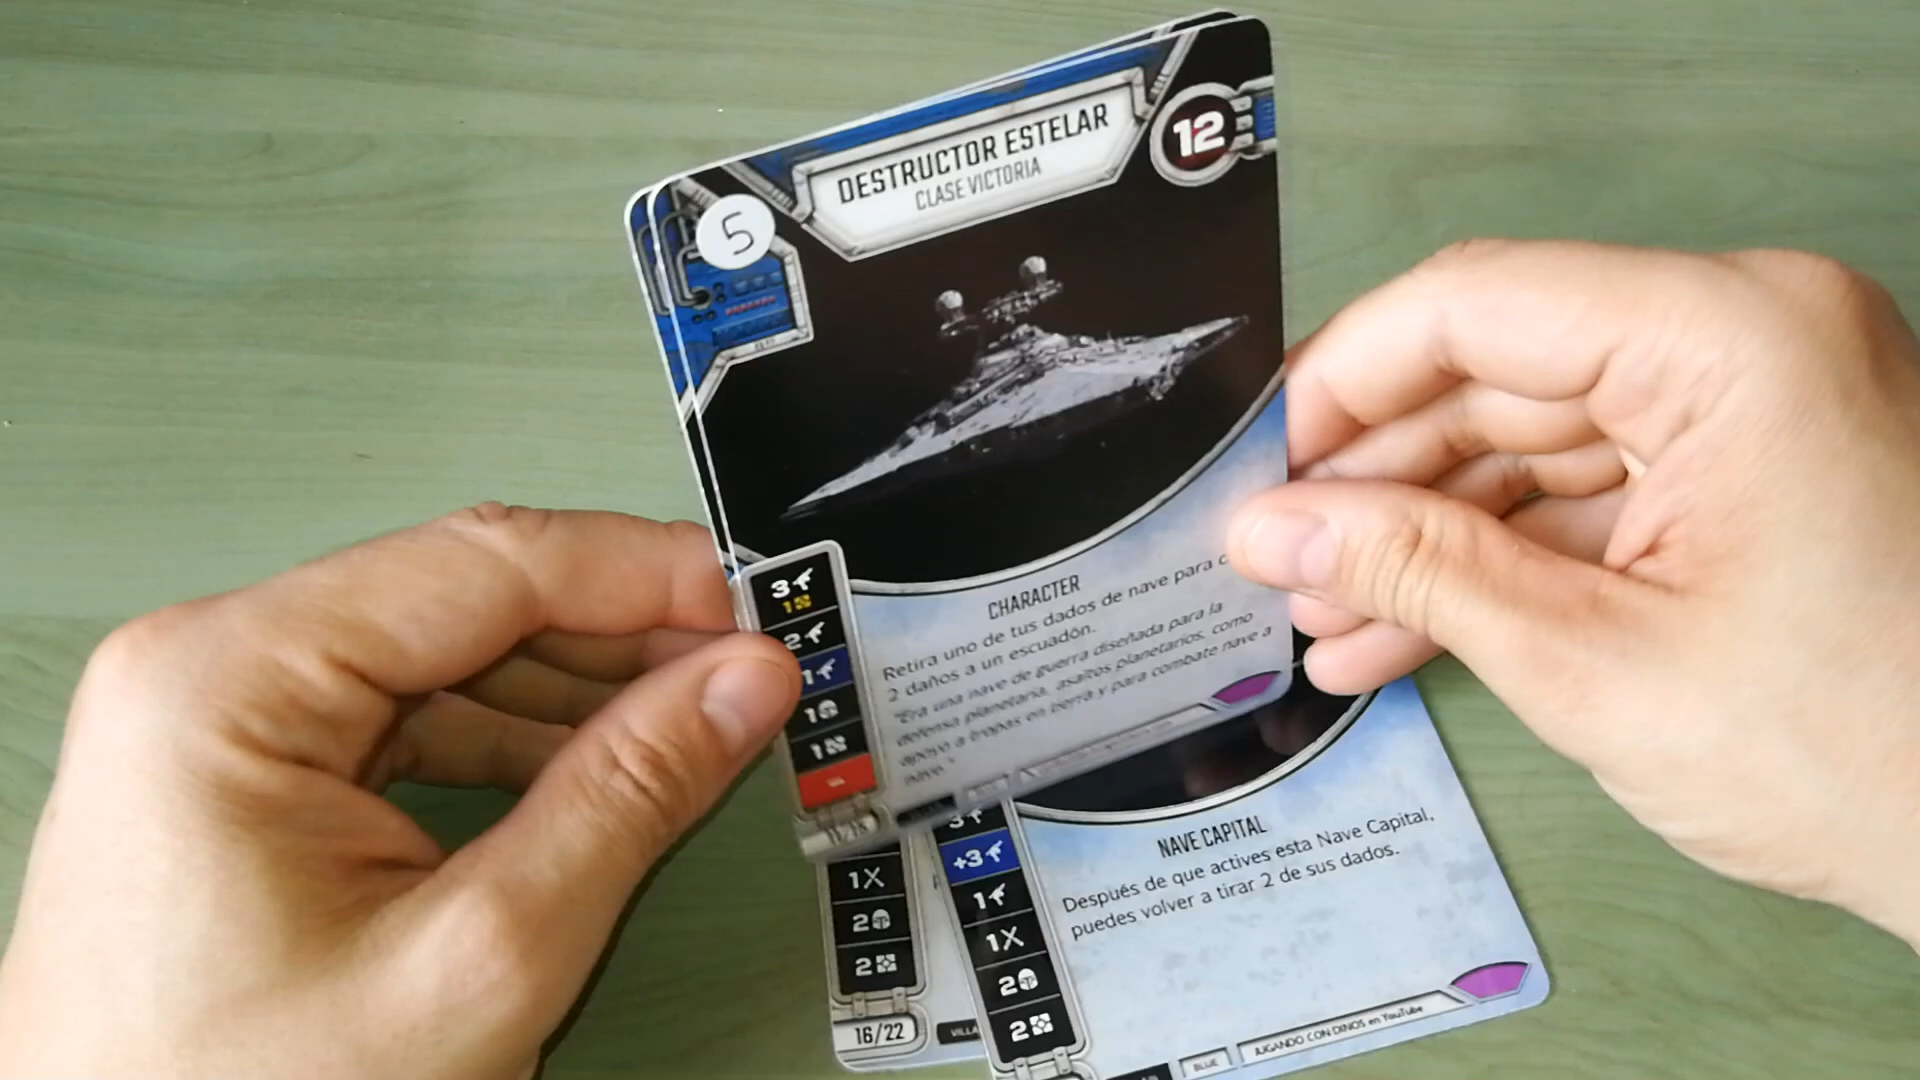 5
DESTRUCTOR ESTELAR
CLASE VICTORIA
12
3
1
2
1
1
1
CHARACTER
Retira uno de tus dados de nave para
2 daños a un escuadón.
"Era una nave de guerra diseñada para la
defensa planetaria, asaltos planetarios, como
apoyo a tropas en tierra y para combate nave a
nave."
1
2
2
16/22
3
+3
1
1
2
2
NAVE CAPITAL
Después de que actives esta Nave Capital,
puedes volver a tirar 2 de sus dados.
BLUE
JUGANDO CON DINOS en YouTube